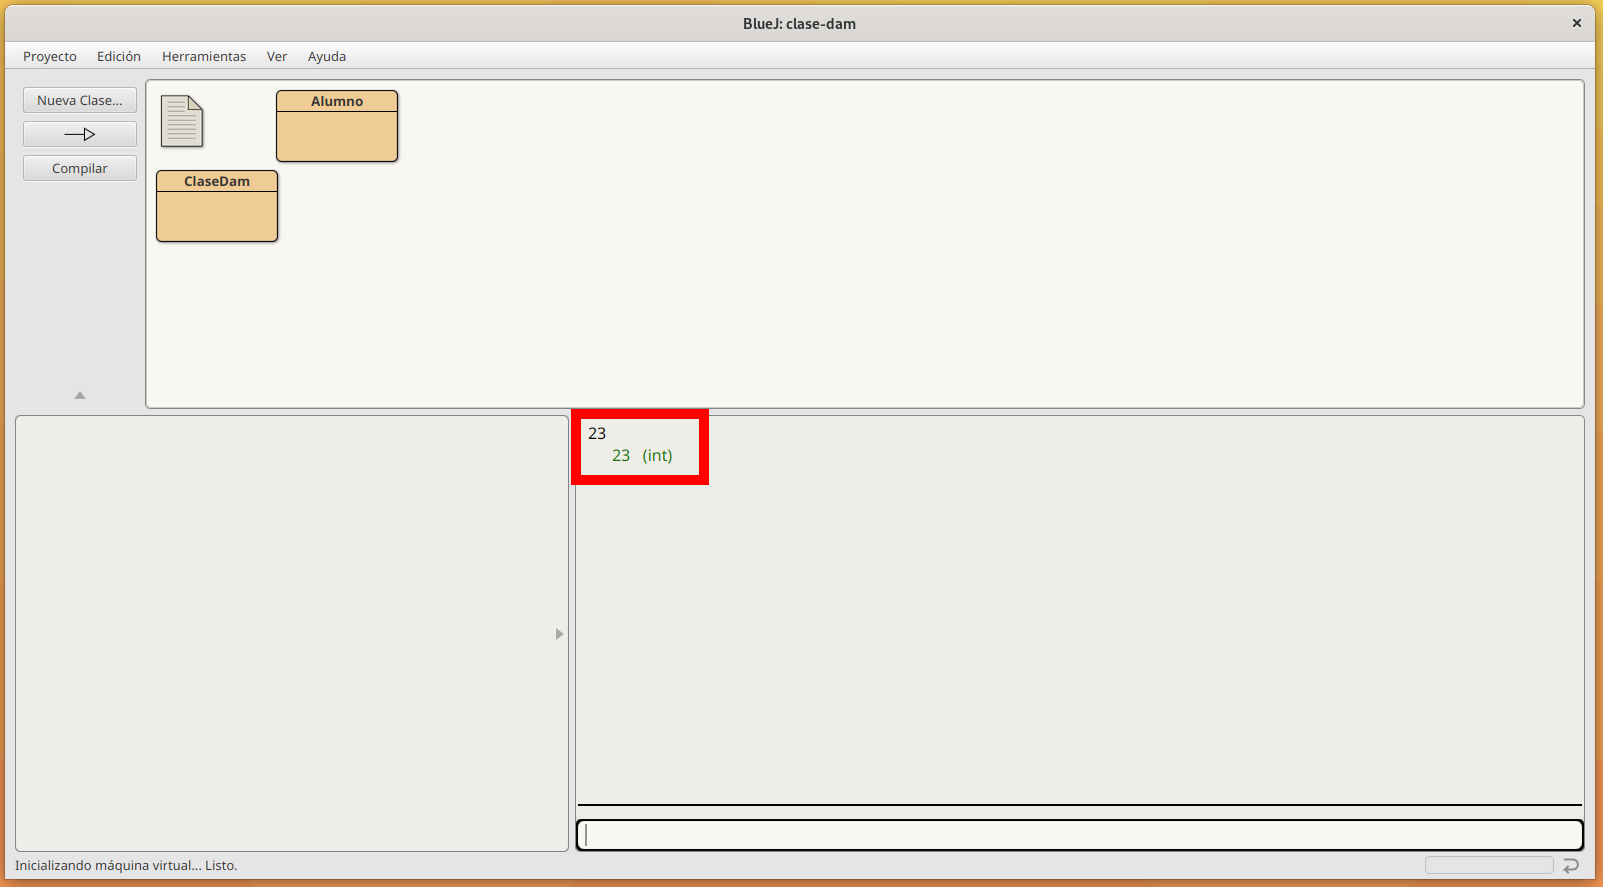 BlueJ: clase-dam
Proyecto Edición Herramientas Ver Ayuda
Nueva Clase...
Compilar
Alumno
ClaseDam
23
23 (int)
Inicializando máquina virtual... Listo.